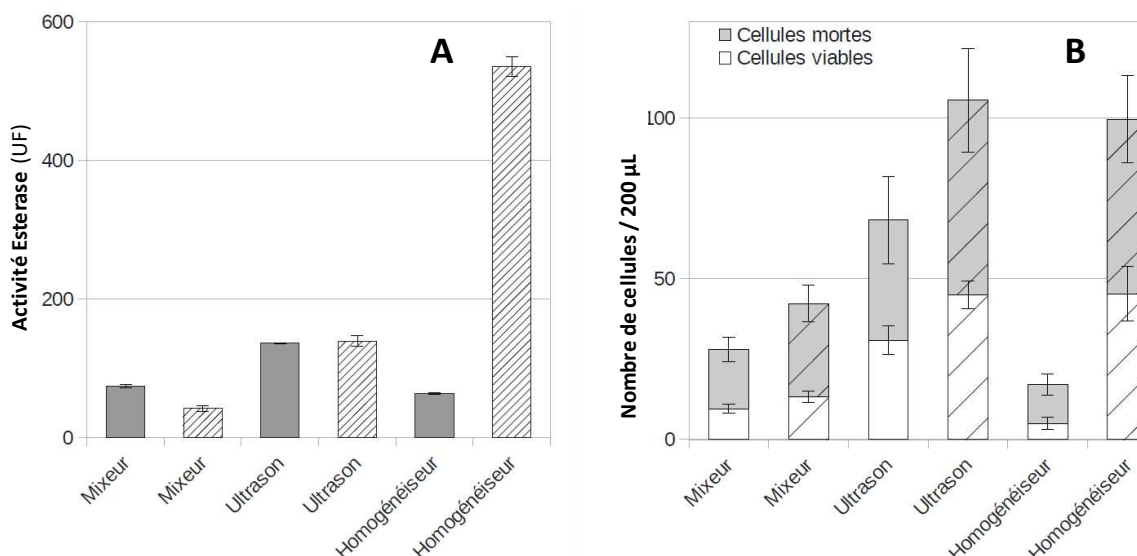 A
600
400
200
0
Activité Esterase (UF)
Mixeur
Mixeur
Ultrason
Ultrason
Homogénéiseur
Homogénéiseur
B
Cellules mortes
Cellules viables
100
50
0
Nombre de cellules / 200 µL
Mixeur
Mixeur
Ultrason
Ultrason
Homogénéiseur
Homogénéiseur